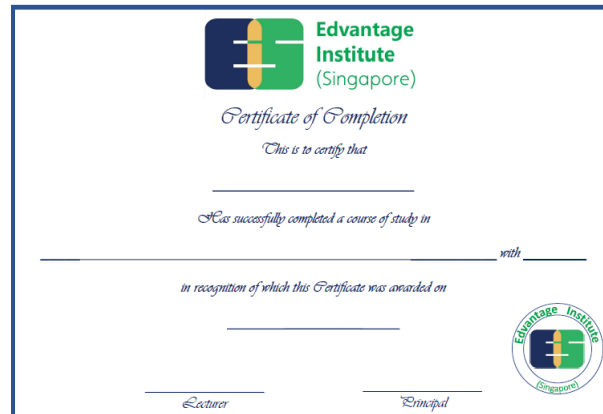 Edvantage
Institute
(Singapore)
Certificate of Completion
This is to certify that
Has successfully completed a course of study in
with
in recognition of which this Certificate was awarded on
Edvantage Institute
(Singapore)
Lecturer
Principal